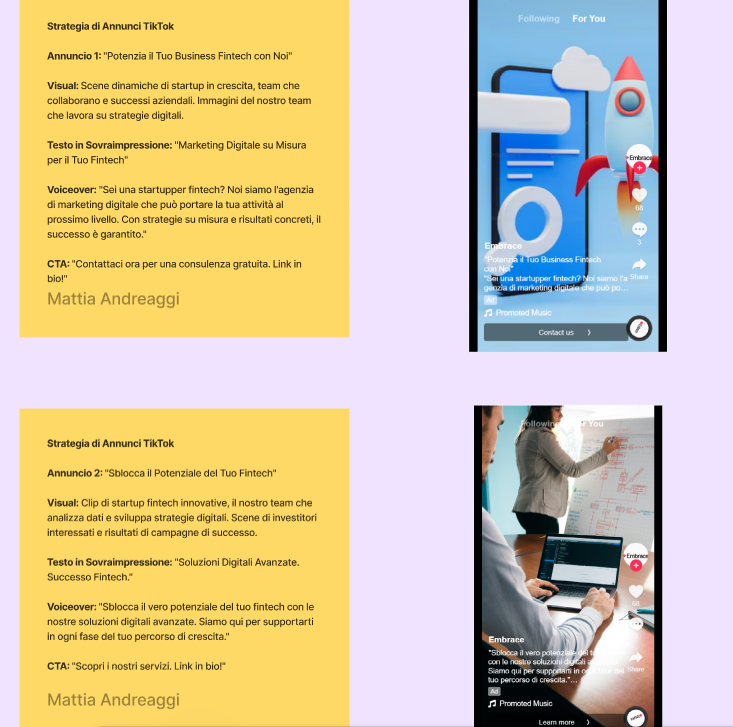 Strategia di Annunci TikTok
Annuncio 1: "Potenzia il Tuo Business Fintech con Noi"
Visual: Scene dinamiche di startup in crescita, team che
collaborano e successi aziendali. Immagini del nostro team
che lavora su strategie digitali.
Testo in Sovraimpressione: "Marketing Digitale su Misura
per il Tuo Fintech"
Voiceover: "Sei una startupper fintech? Noi siamo l'agenzia
di marketing digitale che può portare la tua attività al
prossimo livello. Con strategie su misura e risultati concreti, il
successo è garantito."
CTA: "Contattaci ora per una consulenza gratuita. Link in
bio!"
Mattia Andreaggi
Following For You
Embrace
68
3
Share
Embrace
"Potenzia il Tuo Business Fintech
con Noi"
"Sei una startupper fintech? Noi siamo l'a
genzia di marketing digitale che può po...
Ad
Promoted Music
Contact us
Strategia di Annunci TikTok
Annuncio 2: "Sblocca il Potenziale del Tuo Fintech"
Visual: Clip di startup fintech innovative, il nostro team che
analizza dati e sviluppa strategie digitali. Scene di investitori
interessati e risultati di campagne di successo.
Testo in Sovraimpressione: "Soluzioni Digitali Avanzate.
Successo Fintech."
Voiceover: "Sblocca il vero potenziale del tuo fintech con le
nostre soluzioni digitali avanzate. Siamo qui per supportarti
in ogni fase del tuo percorso di crescita."
CTA: "Scopri i nostri servizi. Link in bio!"
Mattia Andreaggi
Following For You
Embrace
68
Share
Embrace
"Sblocca il vero potenziale del tu
con le nostre soluzioni digitali
Siamo qui per supportarti in del
tuo percorso di crescita."...
Ad
Promoted Music
Learn more